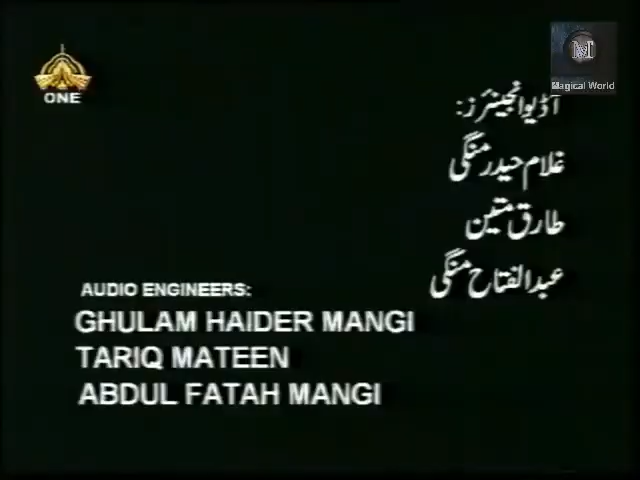 ONE
Magical World
آڈیو انجینئرز:
غلام حیدر منگی
طارق متین
عبدالفتاح منگی
AUDIO ENGINEERS:
GHULAM HAIDER MANGI
TARIQ MATEEN
ABDUL FATAH MANGI